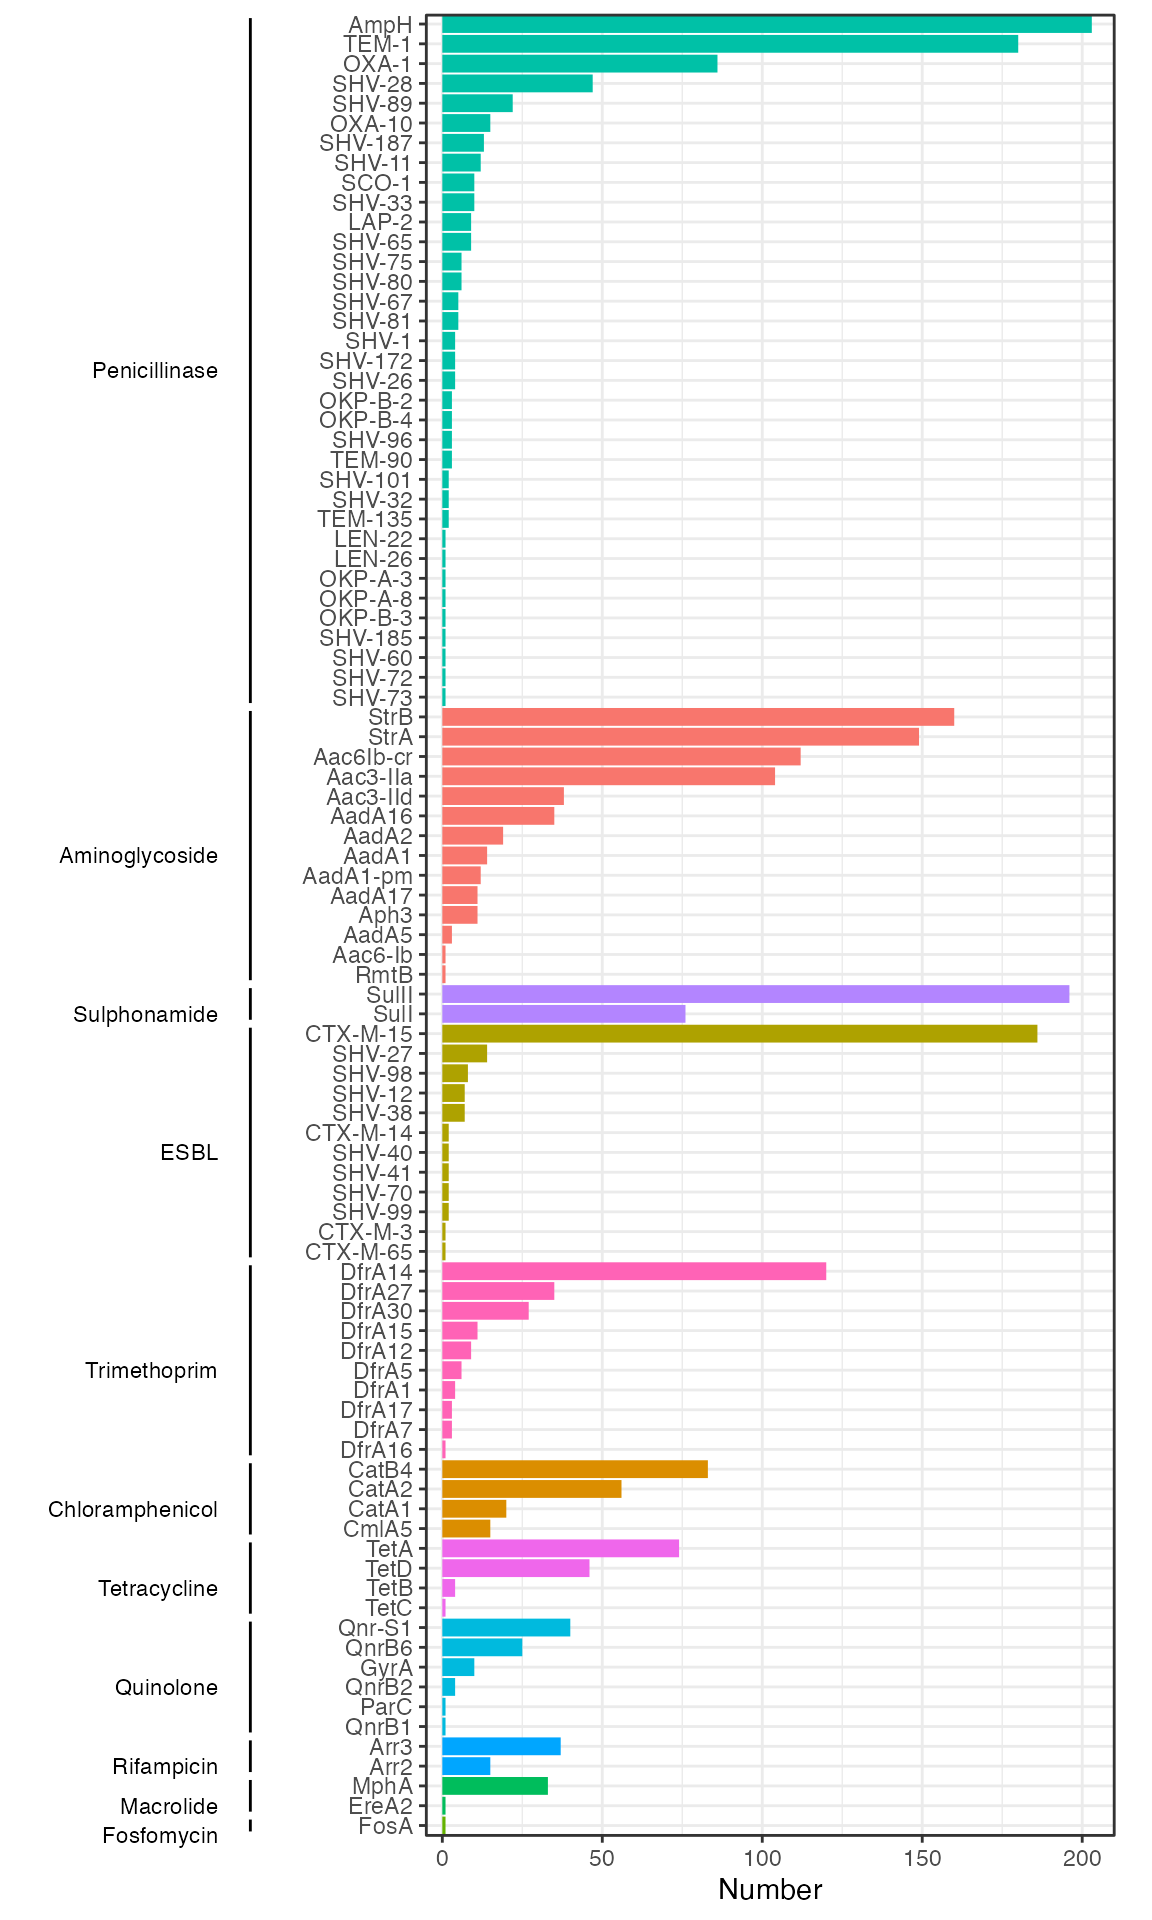 AmpH
TEM-1
OXA-1
SHV-28
SHV-89
OXA-10
SHV-187
SHV-11
SCO-1
SHV-33
LAP-2
SHV-65
SHV-75
SHV-80
SHV-67
SHV-81
SHV-1
SHV-172
Penicillinase
SHV-26
OKP-B-2
OKP-B-4
SHV-96
TEM-90
SHV-101
SHV-32
TEM-135
LEN-22
LEN-26
OKP-A-3
OKP-A-8
OKP-B-3
SHV-185
SHV-60
SHV-72
SHV-73
StrB
StrA
Aac6Ib-cr
Aac3-IIa
Aac3-IId
AadA16
AadA2
Aminoglycoside
AadA1
AadA1-pm
AadA17
Aph3
AadA5
Aac6-Ib
RmtB
SulII
Sulphonamide
SulI
CTX-M-15
SHV-27
SHV-98
SHV-12
SHV-38
CTX-M-14
ESBL
SHV-40
SHV-41
SHV-70
SHV-99
CTX-M-3
CTX-M-65
DfrA14
DfrA27
DfrA30
DfrA15
DfrA12
Trimethoprim
DfrA5
DfrA1
DfrA17
DfrA7
DfrA16
CatB4
CatA2
Chloramphenicol
CatA1
CmlA5
TetA
TetD
Tetracycline
TetB
TetC
Qnr-S1
QnrB6
GyrA
Quinolone
QnrB2
ParC
QnrB1
Arr3
Rifampicin
Arr2
MphA
Macrolide
EreA2
Fosfomycin
FosA
0 50 100 150 200
Number